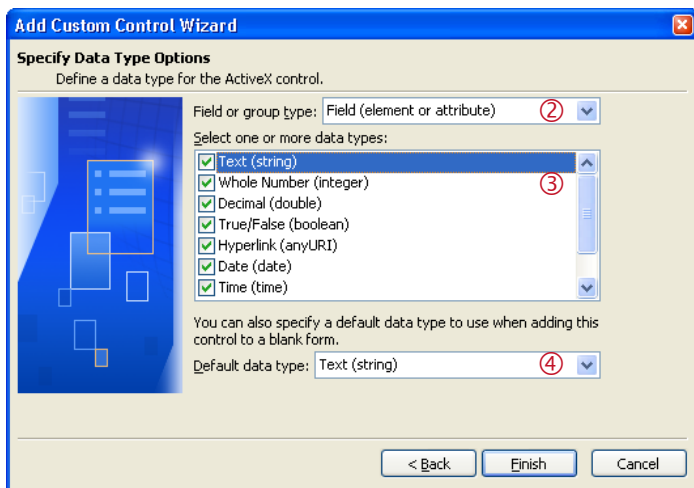 Add Custom Control Wizard
Specify Data Type Options
Define a data type for the ActiveX control.
Field or group type: Field (element or attribute) ②
Select one or more data types:
Text (string)
Whole Number (integer) ③
Decimal (double)
True/False (boolean)
Hyperlink (anyURI)
Date (date)
Time (time)
You can also specify a default data type to use when adding this
control to a blank form.
Default data type: Text (string) ④
< Back Finish Cancel